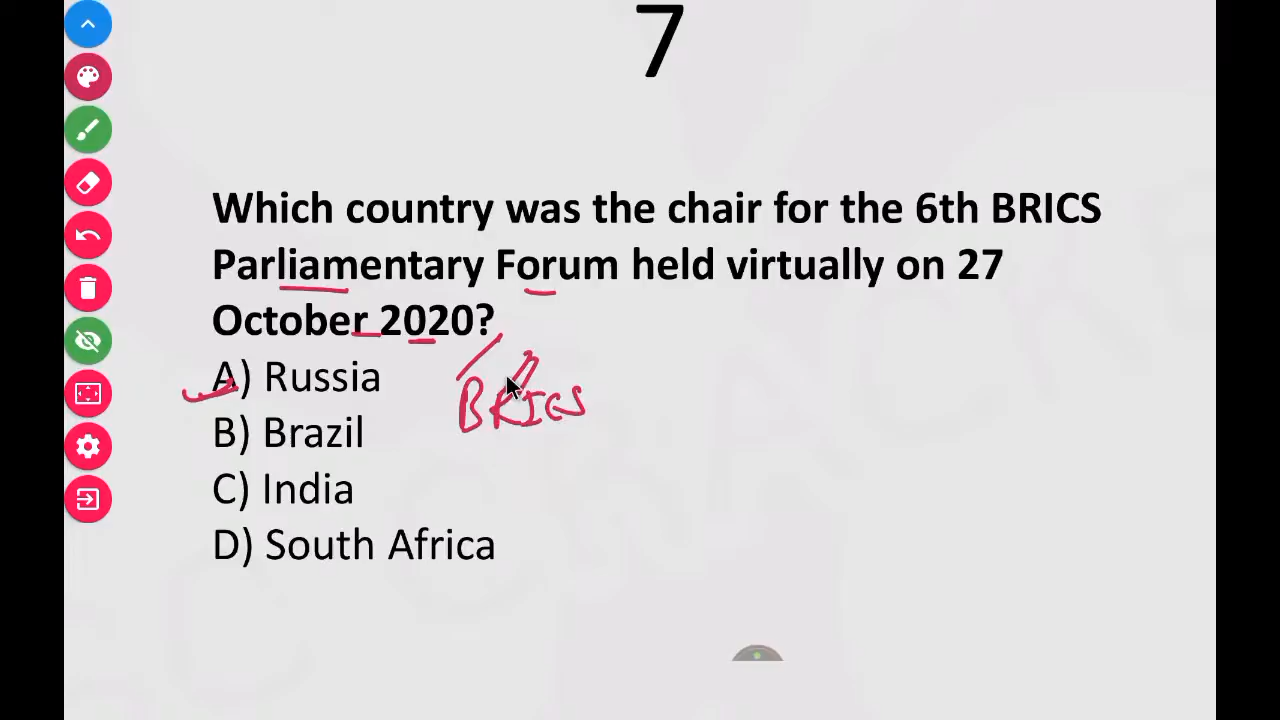 7
Which country was the chair for the 6th BRICS
Parliamentary Forum held virtually on 27
October 2020?
A) Russia
BRICS
B) Brazil
C) India
D) South Africa